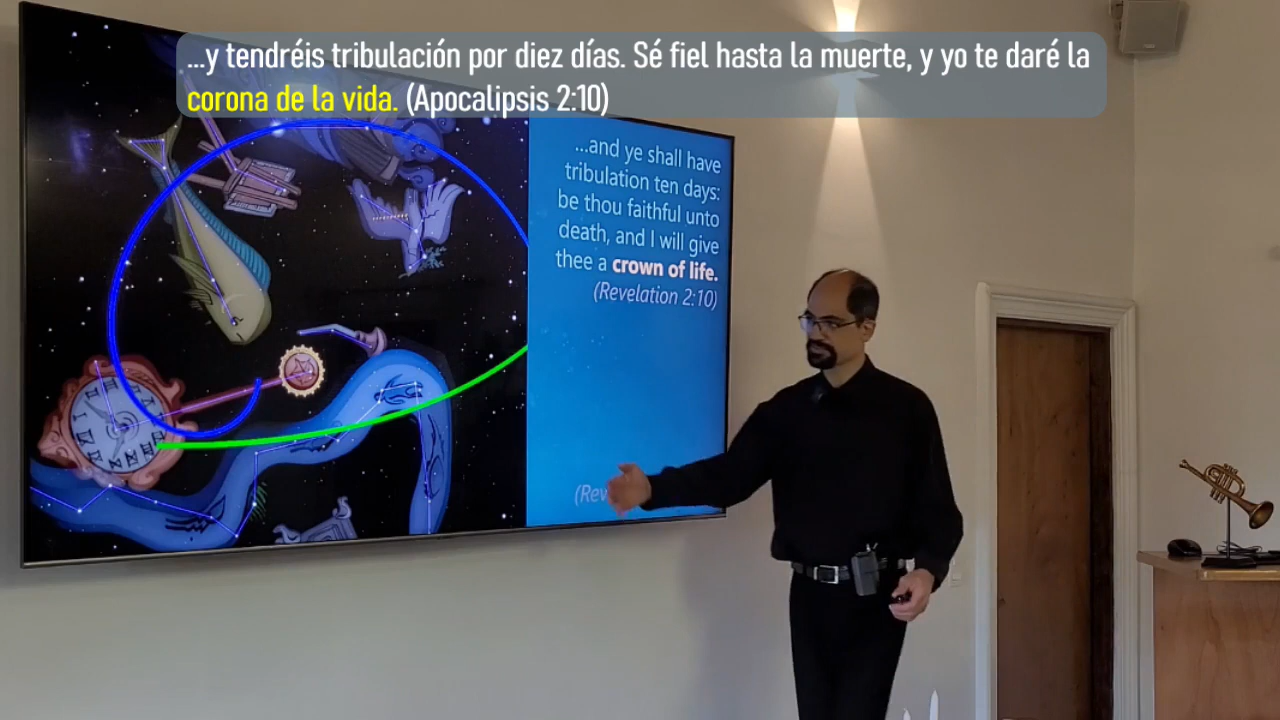 ...y tendréis tribulación por diez días. Sé fiel hasta la muerte, y yo te daré la
corona de la vida. (Apocalipsis 2:10)
...and ye shall have
tribulation ten days:
be thou faithful unto
death, and I will give
thee a crown of life.
(Revelation 2:10)